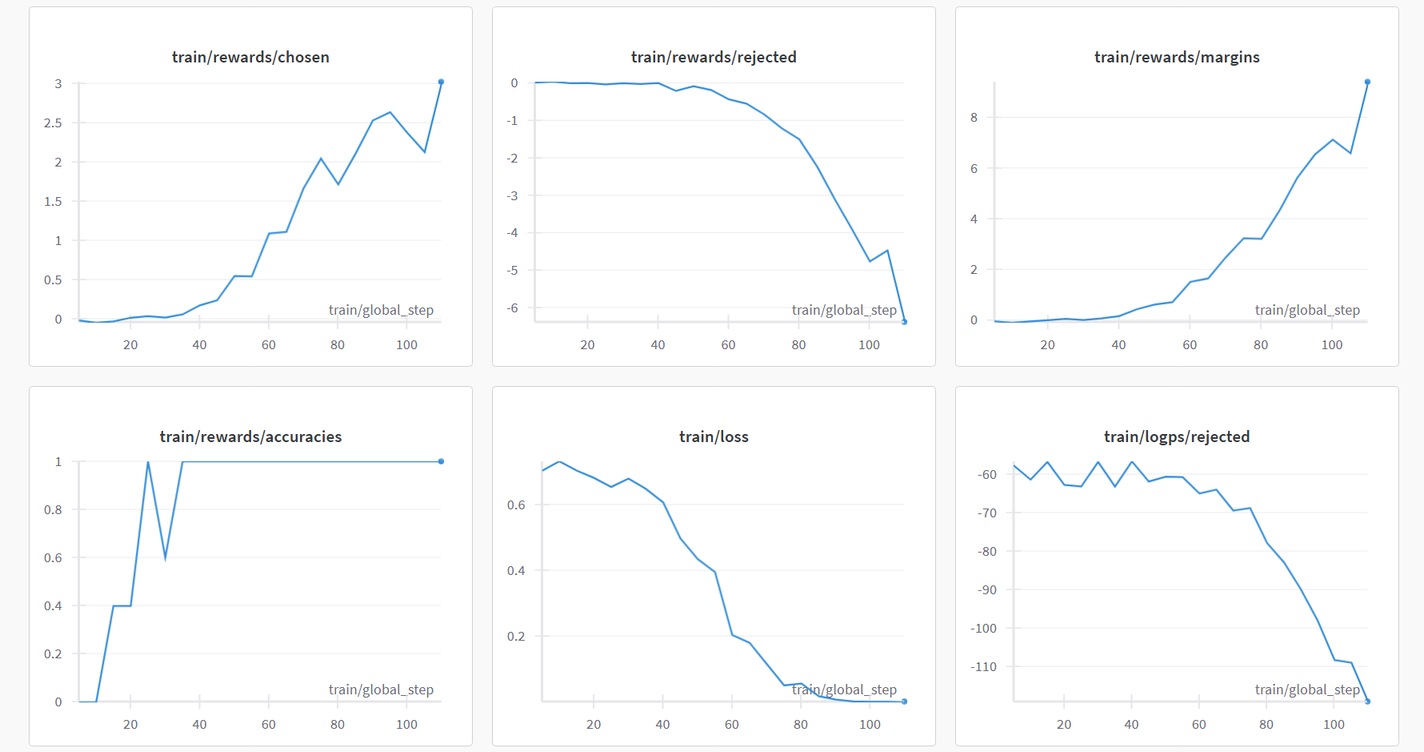 train/rewards/chosen
3
2.5
2
1.5
1
0.5
0
train/global_step
20 40 60 80 100
train/rewards/rejected
0
-1
-2
-3
-4
-5
-6
train/global_step
20 40 60 80 100
train/rewards/margins
8
6
4
2
0
train/global_step
20 40 60 80 100
train/rewards/accuracies
1
0.8
0.6
0.4
0.2
0
train/global_step
20 40 60 80 100
train/loss
0.6
0.4
0.2
train/global_step
20 40 60 80 100
train/logps/rejected
-60
-70
-80
-90
-100
-110
train/global_step
20 40 60 80 100